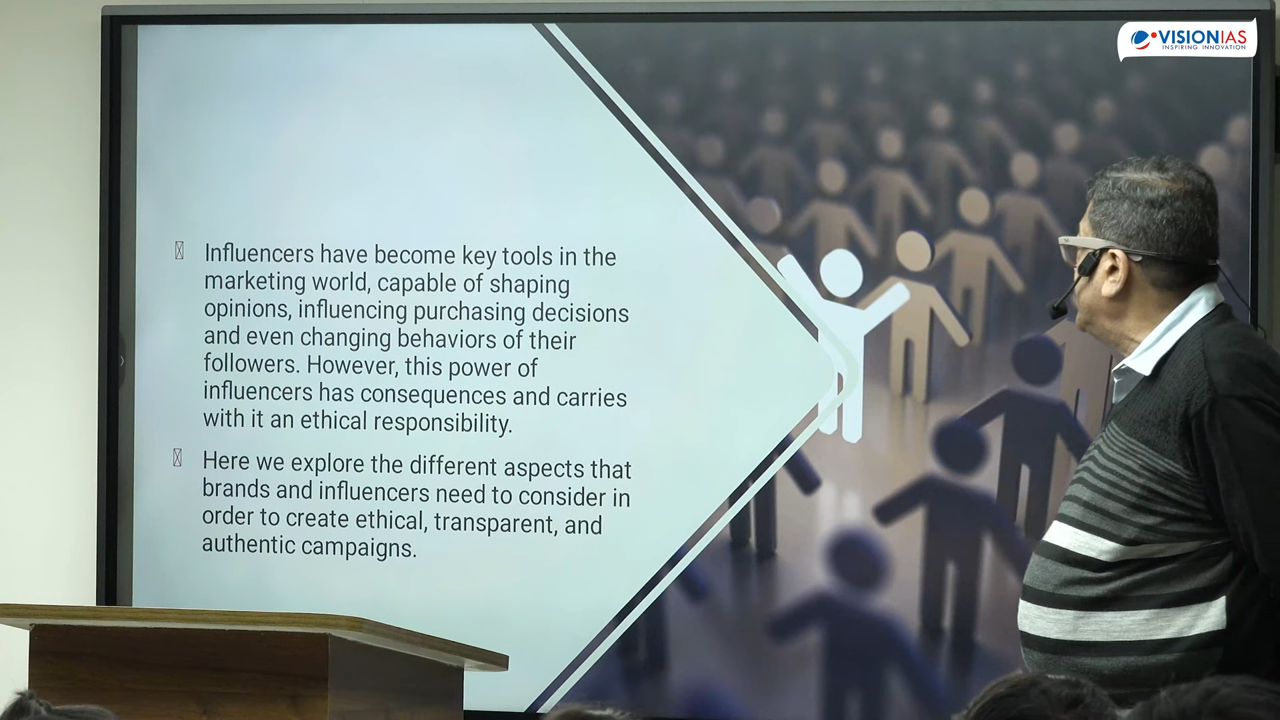 VISIONIAS
INSPIRING INNOVATION
Influencers have become key tools in the
marketing world, capable of shaping
opinions, influencing purchasing decisions
and even changing behaviors of their
followers. However, this power of
influencers has consequences and carries
with it an ethical responsibility.
Here we explore the different aspects that
brands and influencers need to consider in
order to create ethical, transparent, and
authentic campaigns.